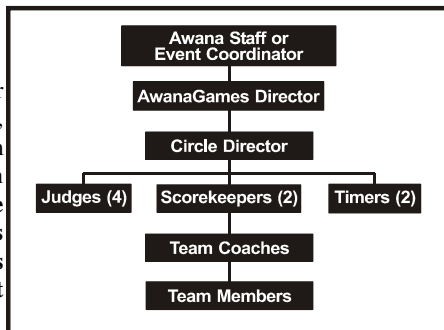 Awana Staff or
Event Coordinator
AwanaGames Director
Circle Director
Judges (4) Scorekeepers (2) Timers (2)
Team Coaches
Team Members